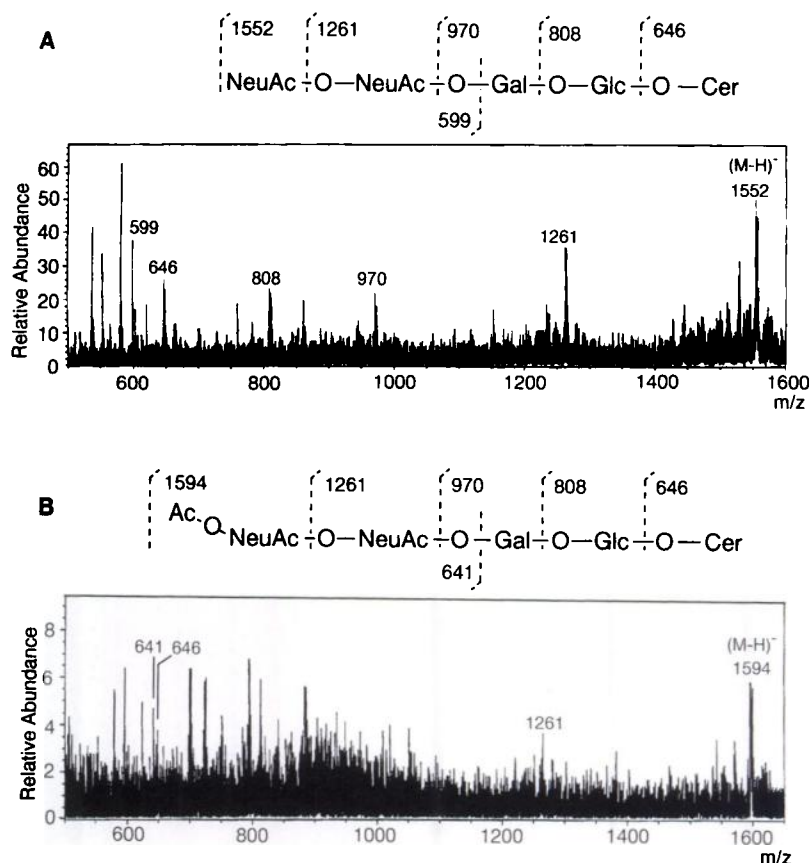 A
1552 1261 970 808 646
NeuAc-O-NeuAc-O-Gal-O-Glc-O-Cer
599
Relative Abundance
60
50
40
30
20
10
0
599
646
808
970
1261
(M-H)⁻
1552
600 800 1000 1200 1400 1600
m/z
B
1594 1261 970 808 646
Ac-O-NeuAc-O-NeuAc-O-Gal-O-Glc-O-Cer
641
Relative Abundance
8
6
4
2
0
641 646
1261
(M-H)⁻
1594
600 800 1000 1200 1400 1600
m/z